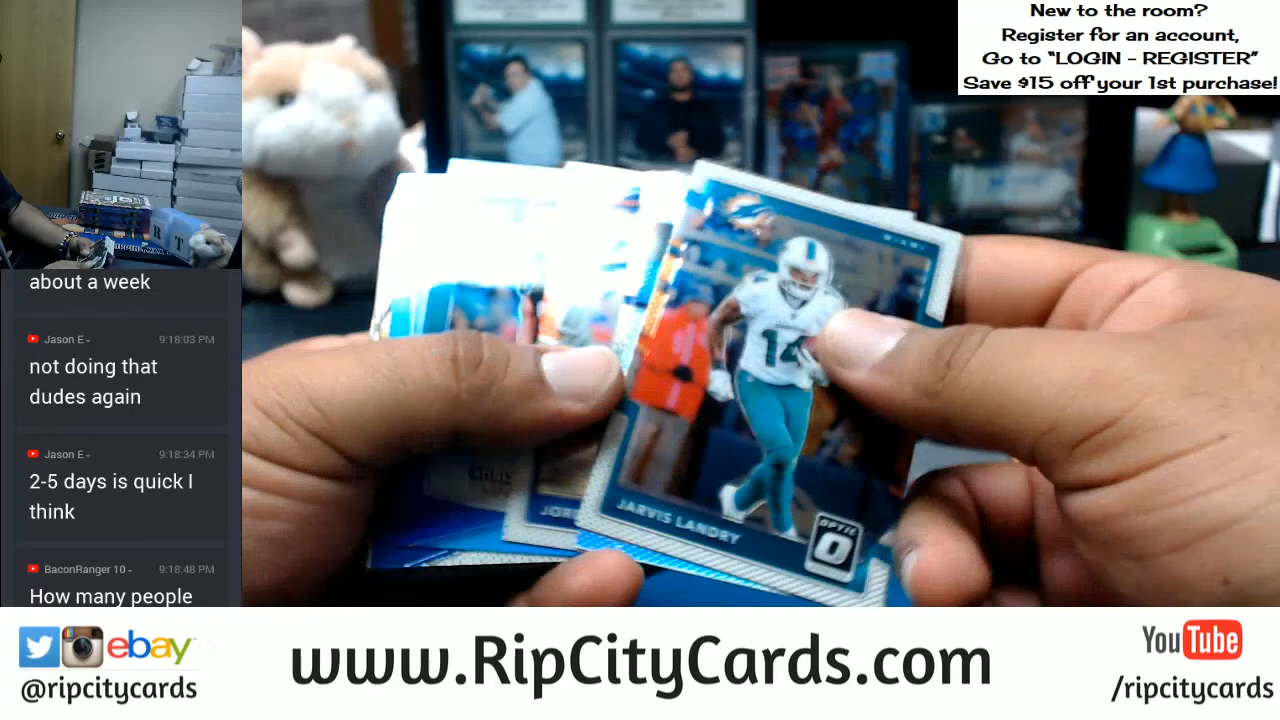 New to the room?
Register for an account,
Go to “LOGIN - REGISTER”
Save $15 off your 1st purchase!
about a week
Jason E- 9:18:03 PM
not doing that
dudes again
Jason E- 9:18:34 PM
2-5 days is quick I
think
BaconRanger 10- 9:18:48 PM
How many people
MIAMI
14
JARVIS LANDRY
OPTIC
JOR
R T
ebay
@ripcitycards
www.RipCityCards.com
YouTube
/ripcitycards